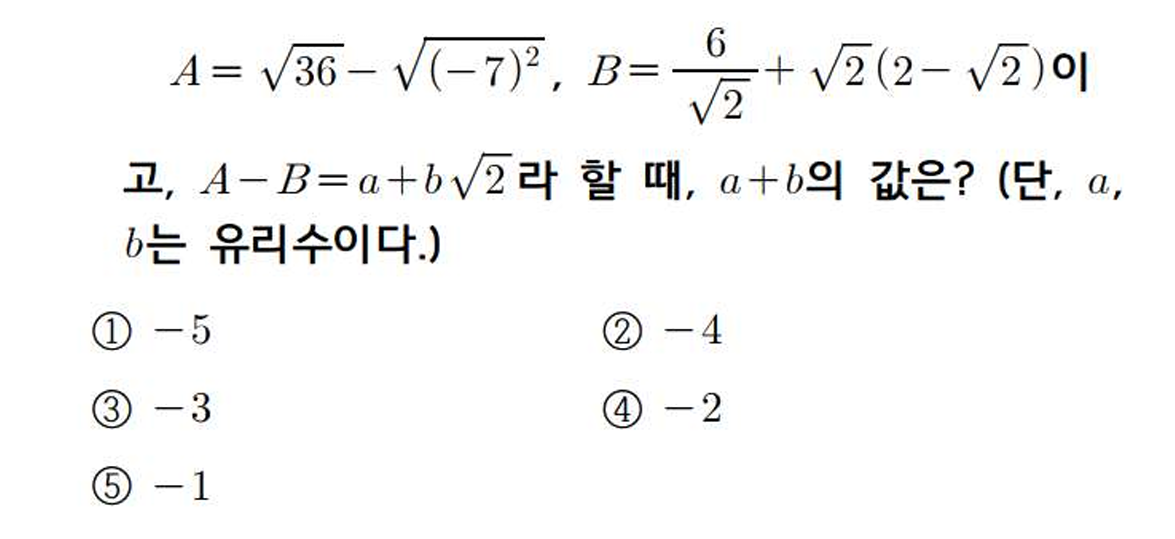 A = √36 − √(−7)², B = 6/√2 + √2(2 − √2)이
고, A − B = a + b√2라 할 때, a + b의 값은? (단, a,
b는 유리수이다.)
① −5 ② −4
③ −3 ④ −2
⑤ −1